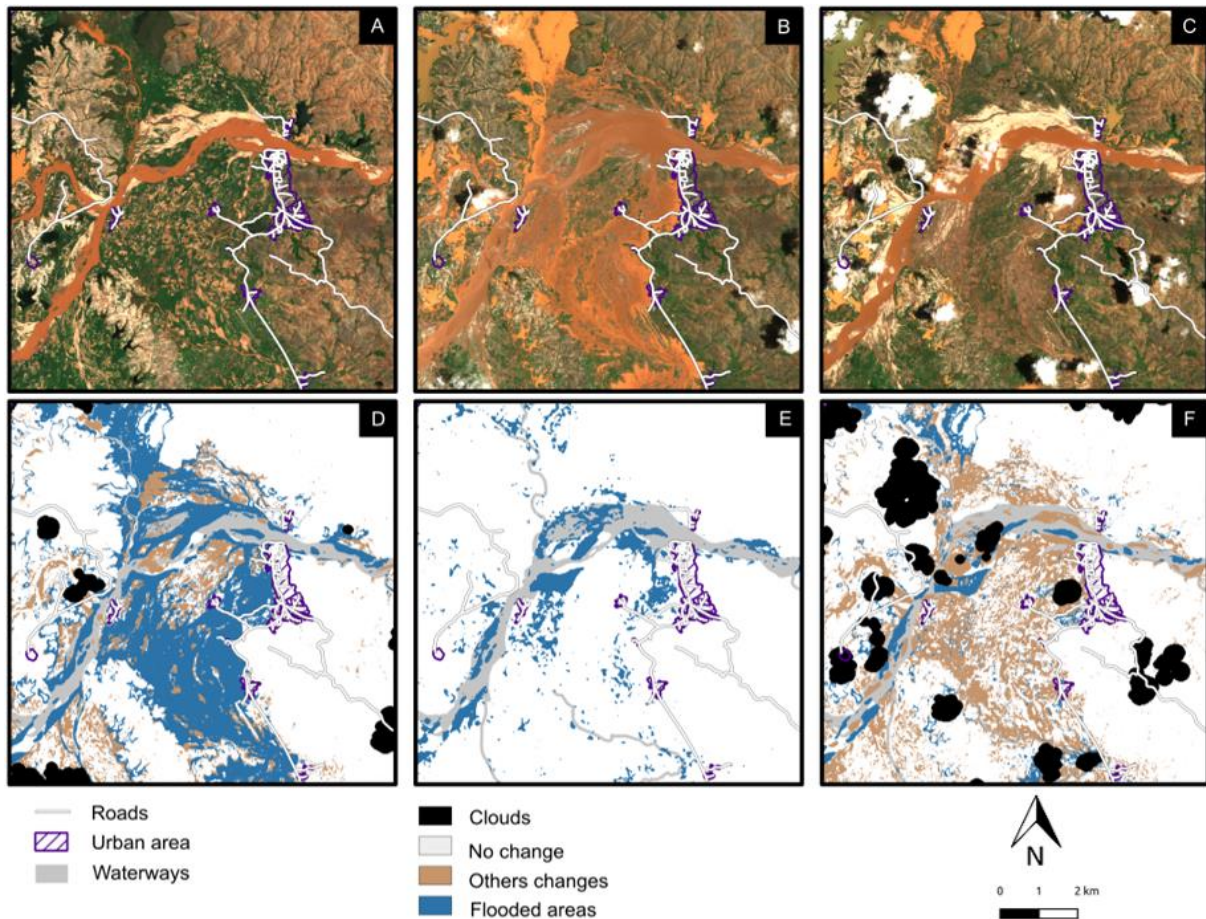 A
B
C
D
E
F
Roads
Urban area
Waterways
Clouds
No change
Others changes
Flooded areas
N
0 1 2 km